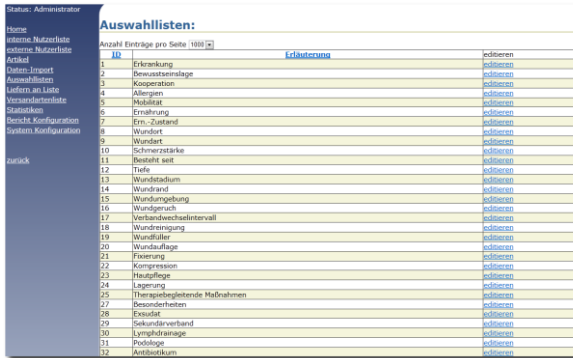 Status: Administrator
Home
interne Nutzerliste
externe Nutzerliste
Artikel
Daten-Import
Auswahllisten
Liefern an Liste
Versandartenliste
Statistiken
Bericht Konfiguration
System Konfiguration
zurück
Auswahllisten:
Anzahl Einträge pro Seite 1000
ID Erläuterung editieren
1 Erkrankung editieren
2 Bewusstseinslage editieren
3 Kooperation editieren
4 Allergien editieren
5 Mobilität editieren
6 Ernährung editieren
7 Ern.-Zustand editieren
8 Wundort editieren
9 Wundart editieren
10 Schmerzstärke editieren
11 Besteht seit editieren
12 Tiefe editieren
13 Wundstadium editieren
14 Wundrand editieren
15 Wundumgebung editieren
16 Wundgeruch editieren
17 Verbandwechselintervall editieren
18 Wundreinigung editieren
19 Wundfüller editieren
20 Wundauflage editieren
21 Fixierung editieren
22 Kompression editieren
23 Hautpflege editieren
24 Lagerung editieren
25 Therapiebegleitende Maßnahmen editieren
27 Besonderheiten editieren
28 Exsudat editieren
29 Sekundärverband editieren
30 Lymphdrainage editieren
31 Podologe editieren
32 Antibiotikum editieren